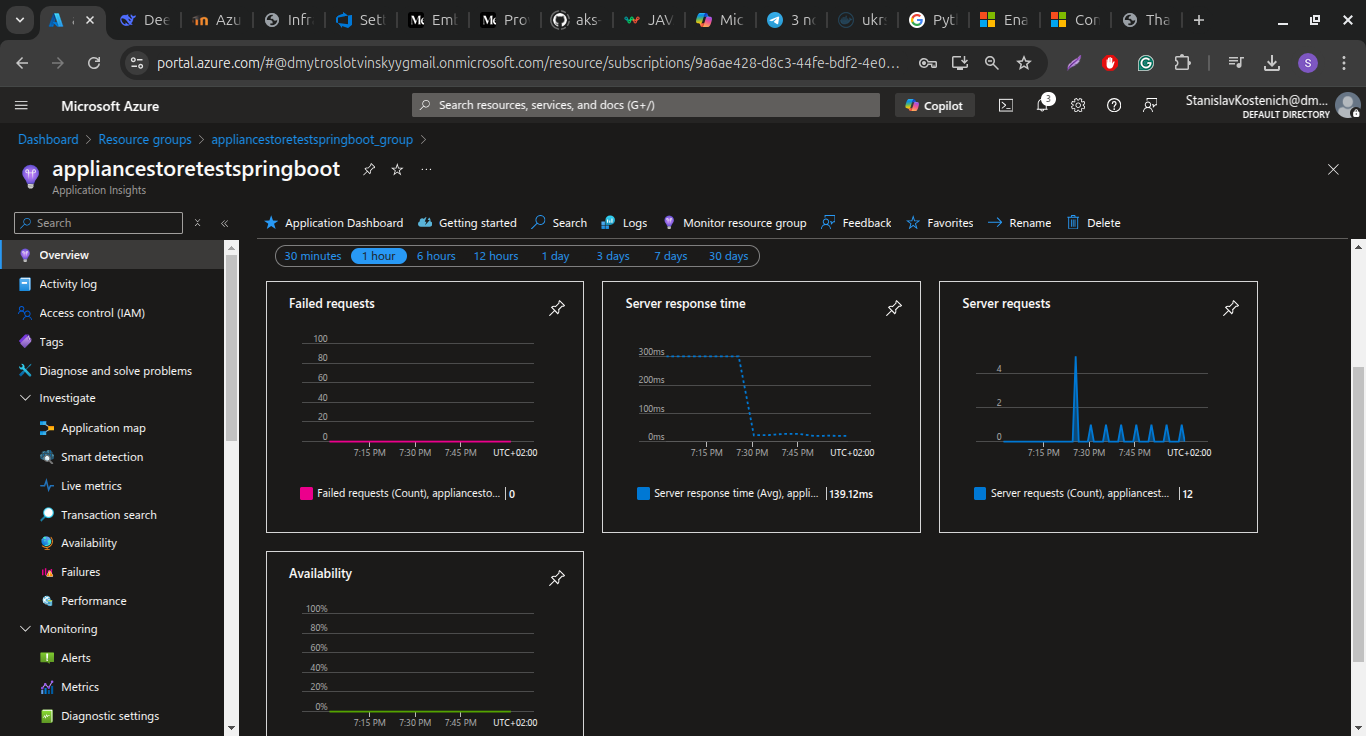 Dee
Azu
Infra
Sett
Emb
Pro
aks-
JAV
Mic
3 no
ukrs
Pyth
Ena
Con
Tha
portal.azure.com/#@dmytroslotvinskyygmail.onmicrosoft.com/resource/subscriptions/9a6ae428-d8c3-44fe-bdf2-4e0...
S
Microsoft Azure
Search resources, services, and docs (G+/)
Copilot
3
StanislavKostenich@dm...
DEFAULT DIRECTORY
Dashboard > Resource groups > appliancestoretestspringboot_group >
appliancestoretestspringboot
...
Application Insights
Search
Application Dashboard
Getting started
Search
Logs
Monitor resource group
Feedback
Favorites
Rename
Delete
Overview
Activity log
Access control (IAM)
Tags
Diagnose and solve problems
Investigate
Application map
Smart detection
Live metrics
Transaction search
Availability
Failures
Performance
Monitoring
Alerts
Metrics
Diagnostic settings
30 minutes 1 hour 6 hours 12 hours 1 day 3 days 7 days 30 days
Failed requests
100
80
60
40
20
0
7:15 PM 7:30 PM 7:45 PM UTC+02:00
Failed requests (Count), appliancesto... 0
Server response time
300ms
200ms
100ms
0ms
7:15 PM 7:30 PM 7:45 PM UTC+02:00
Server response time (Avg), appli... 139.12ms
Server requests
4
2
0
7:15 PM 7:30 PM 7:45 PM UTC+02:00
Server requests (Count), appliancest... 12
Availability
100%
80%
60%
40%
20%
0%
7:15 PM 7:30 PM 7:45 PM UTC+02:00